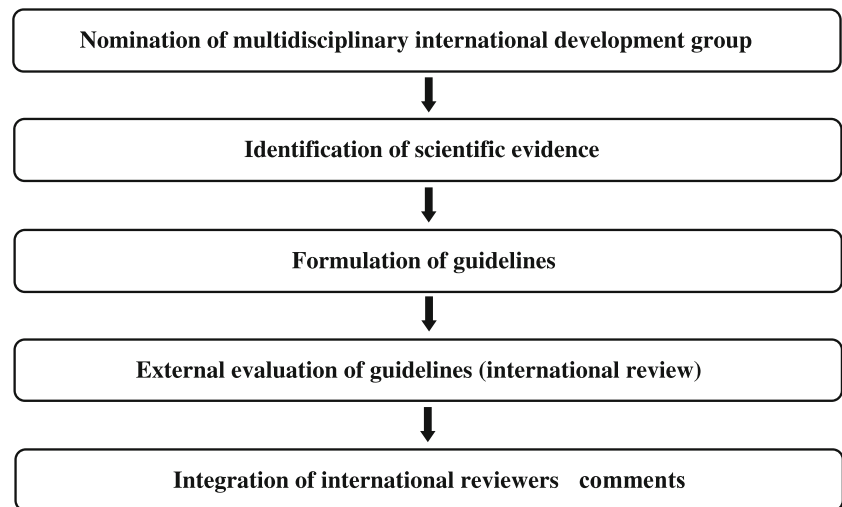 Nomination of multidisciplinary international development group
Identification of scientific evidence
Formulation of guidelines
External evaluation of guidelines (international review)
Integration of international reviewers comments